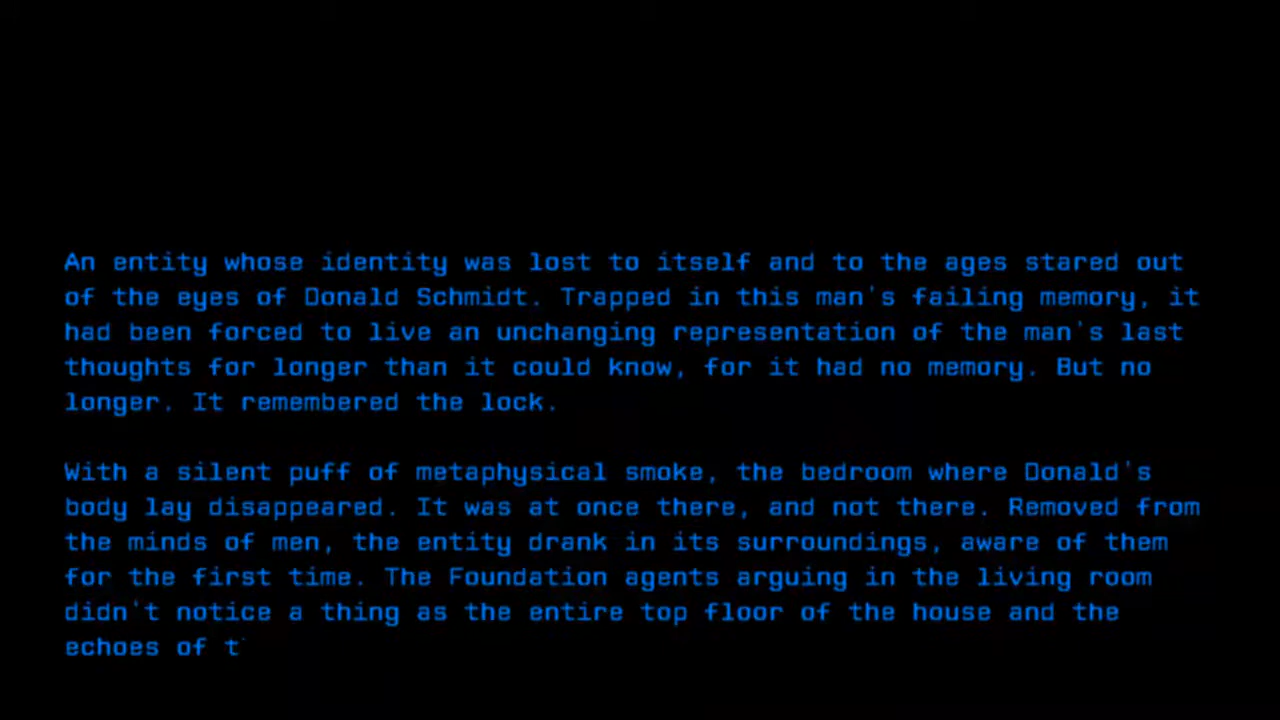 An entity whose identity was lost to itself and to the ages stared out
of the eyes of Donald Schmidt. Trapped in this man's failing memory, it
had been forced to live an unchanging representation of the man's last
thoughts for longer than it could know, for it had no memory. But no
longer. It remembered the lock.
With a silent puff of metaphysical smoke, the bedroom where Donald's
body lay disappeared. It was at once there, and not there. Removed from
the minds of men, the entity drank in its surroundings, aware of them
for the first time. The Foundation agents arguing in the living room
didn't notice a thing as the entire top floor of the house and the
echoes of t